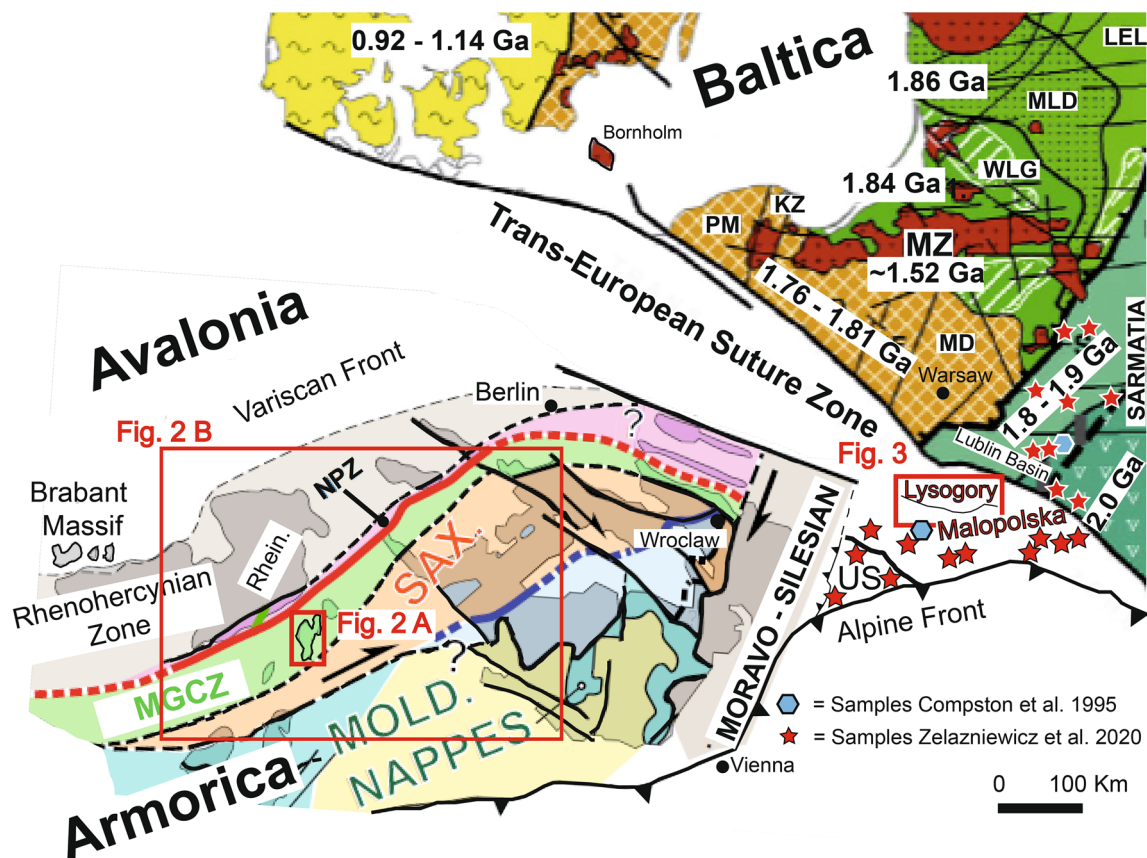 0.92 - 1.14 Ga
Baltica
LEL
1.86 Ga
MLD
Bornholm
WLG
1.84 Ga
KZ
PM
MZ
~1.52 Ga
Trans-European Suture Zone
1.76 - 1.81 Ga
MD
Warsaw
SARMATIA
1.8 - 1.9 Ga
Lublin Basin
2.0 Ga
Avalonia
Variscan Front
Berlin
?
Fig. 2 B
Fig. 3
NPZ
Lysogory
Brabant
Massif
Malopolska
Wroclaw
SAX.
Rhein.
US
Rhenohercynian
Zone
Fig. 2 A
Alpine Front
?
MGCZ
MORAVO - SILESIAN
MOLD.
NAPPES
= Samples Compston et al. 1995
= Samples Zelazniewicz et al. 2020
Armorica
Vienna
0 100 Km